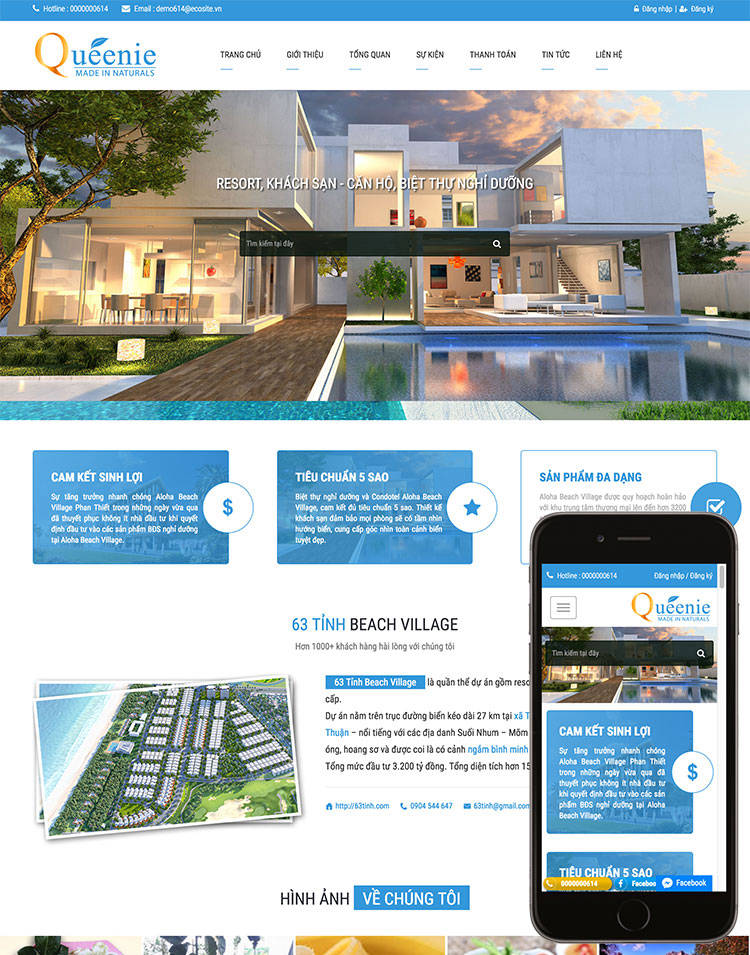 Hotline : 0000000614 Email : demo614@ecosite.vn Đăng nhập | Đăng ký
Queenie
MADE IN NATURALS
TRANG CHỦ GIỚI THIỆU TỔNG QUAN SỰ KIỆN THANH TOÁN TIN TỨC LIÊN HỆ
RESORT, KHÁCH SẠN - CĂN HỘ, BIỆT THỰ NGHỈ DƯỠNG
Tìm kiếm tại đây
CAM KẾT SINH LỢI
Sự tăng trưởng nhanh chóng Aloha Beach
Village Phan Thiết trong những ngày vừa qua
đã thuyết phục không ít nhà đầu tư khi quyết
định đầu tư vào các sản phẩm BĐS nghỉ dưỡng
tại Aloha Beach Village.
$
TIÊU CHUẨN 5 SAO
Biệt thự nghỉ dưỡng và Condotel Aloha Beach
Village, cam kết đủ tiêu chuẩn 5 sao. Thiết kế
khách sạn đảm bảo mọi phòng sẽ có tầm nhìn
hướng biển, cung cấp góc nhìn toàn cảnh biển
tuyệt đẹp.
SẢN PHẨM ĐA DẠNG
Aloha Beach Village được quy hoạch hoàn hảo
với khu trung tâm thương mại lên đến hơn 3200
63 TỈNH BEACH VILLAGE
Hơn 1000+ khách hàng hài lòng với chúng tôi
63 Tỉnh Beach Village là quần thể dự án gồm reso
cấp.
Dự án nằm trên trục đường biển kéo dài 27 km tại xã T
Thuận – nổi tiếng với các địa danh Suối Nhum – Mõm
óng, hoang sơ và được coi là có cảnh ngắm bình minh
Tổng mức đầu tư 3.200 tỷ đồng. Tổng diện tích hơn 15
http://63tinh.com 0904 544 647 63tinh@gmail.com
HÌNH ẢNH VỀ CHÚNG TÔI
Hotline : 0000000614 Đăng nhập / Đăng ký
Queenie
MADE IN NATURALS
Tìm kiếm tại đây
CAM KẾT SINH LỢI
Sự tăng trưởng nhanh chóng
Aloha Beach Village Phan Thiết
trong những ngày vừa qua đã
thuyết phục không ít nhà đầu tư
khi quyết định đầu tư vào các sản
phẩm BĐS nghỉ dưỡng tại Aloha
Beach Village.
$
TIÊU CHUẨN 5 SAO
0000000614 Faceboo Facebook